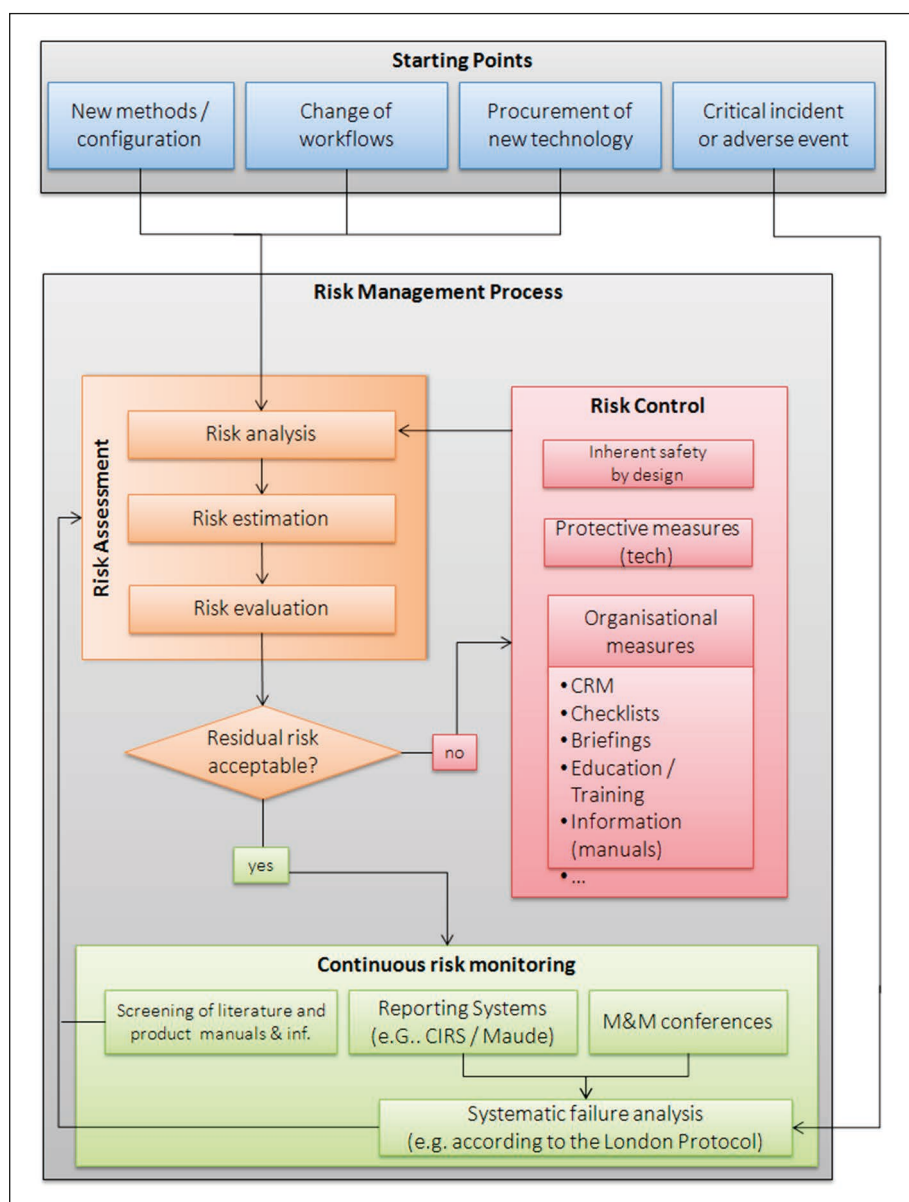 Starting Points
New methods /
configuration
Change of
workflows
Procurement of
new technology
Critical incident
or adverse event
Risk Management Process
Risk Assessment
Risk analysis
Risk estimation
Risk evaluation
Residual risk
acceptable?
no
yes
Risk Control
Inherent safety
by design
Protective measures
(tech)
Organisational
measures
•CRM
•Checklists
•Briefings
•Education /
Training
•Information
(manuals)
•...
Continuous risk monitoring
Screening of literature and
product manuals & inf.
Reporting Systems
(e.G.. CIRS / Maude)
M&M conferences
Systematic failure analysis
(e.g. according to the London Protocol)